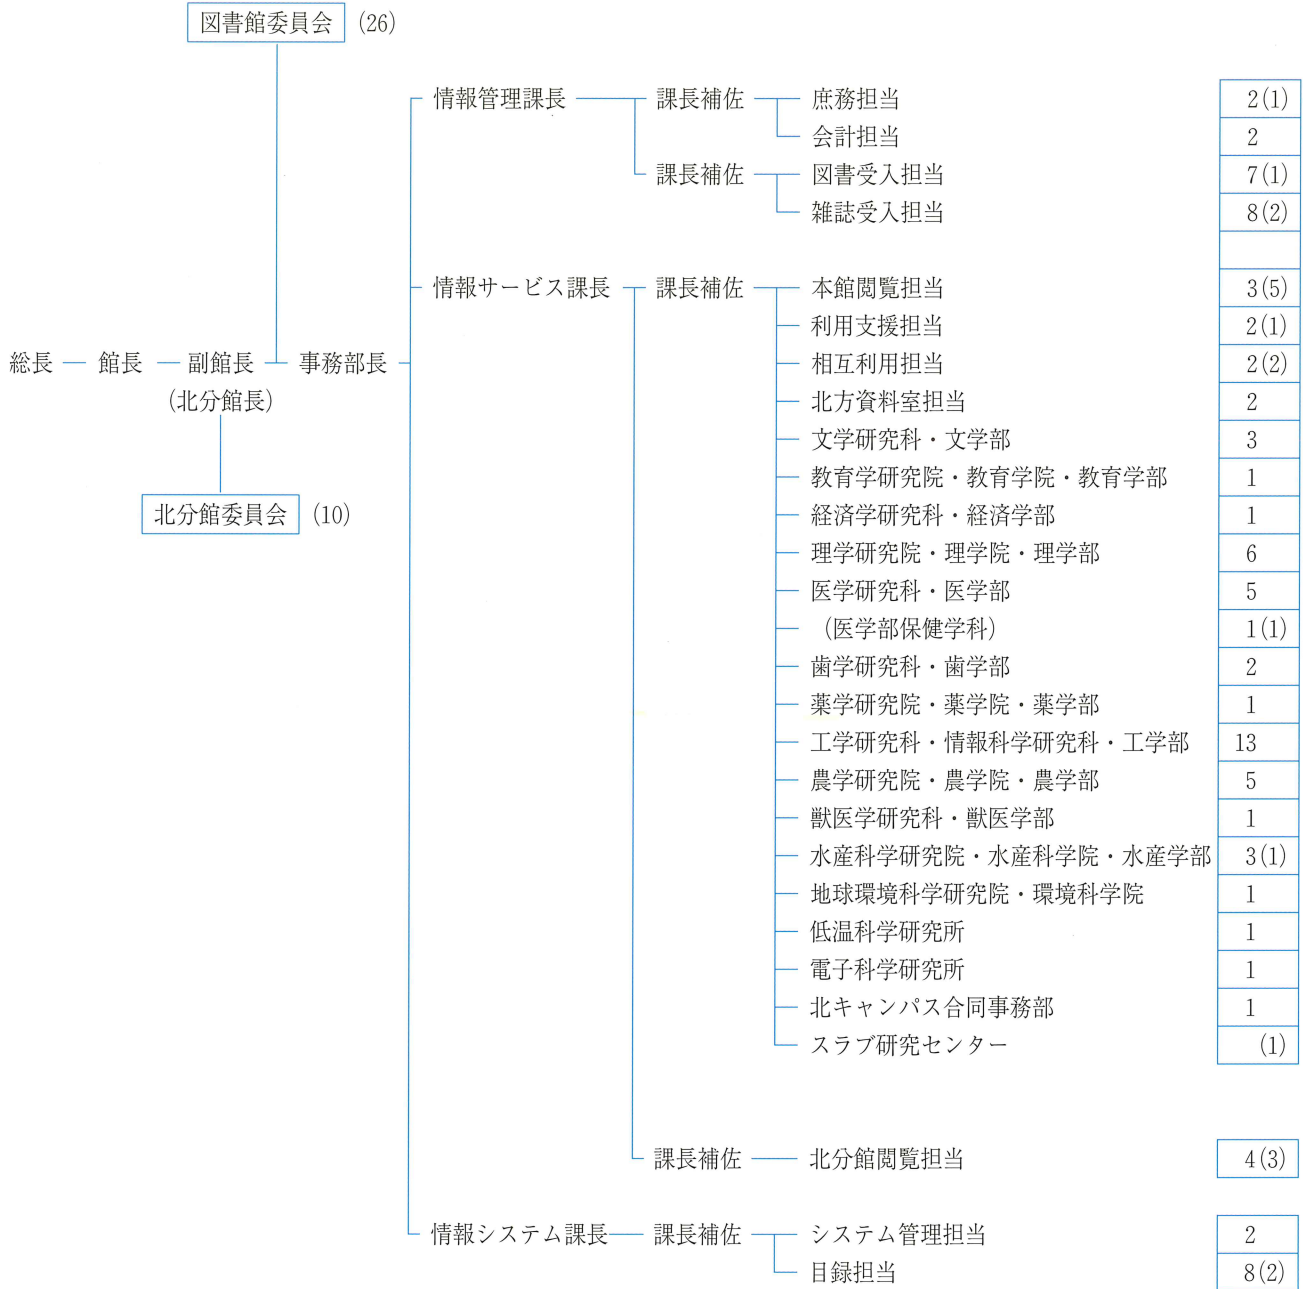 図書館委員会 (26)
情報管理課長 課長補佐 庶務担当 2(1)
会計担当 2
課長補佐 図書受入担当 7(1)
雑誌受入担当 8(2)
情報サービス課長 課長補佐 本館閲覧担当 3(5)
利用支援担当 2(1)
総長 館長 副館長 事務部長 相互利用担当 2(2)
(北分館長) 北方資料室担当 2
文学研究科・文学部 3
教育学研究院・教育学院・教育学部 1
北分館委員会 (10) 経済学研究科・経済学部 1
理学研究院・理学院・理学部 6
医学研究科・医学部 5
(医学部保健学科) 1(1)
歯学研究科・歯学部 2
薬学研究院・薬学院・薬学部 1
工学研究科・情報科学研究科・工学部 13
農学研究院・農学院・農学部 5
獣医学研究科・獣医学部 1
水産科学研究院・水産科学院・水産学部 3(1)
地球環境科学研究院・環境科学院 1
低温科学研究所 1
電子科学研究所 1
北キャンパス合同事務部 1
スラブ研究センター (1)
課長補佐 北分館閲覧担当 4(3)
情報システム課長 課長補佐 システム管理担当 2
目録担当 8(2)